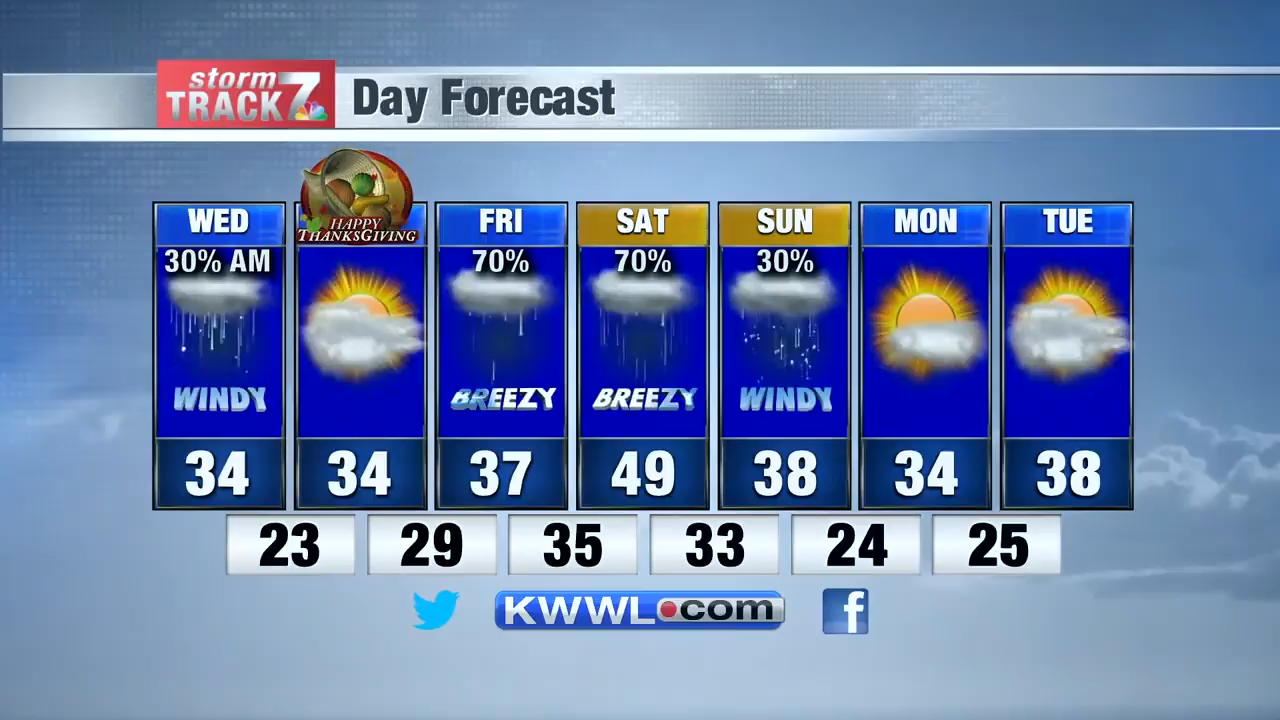 storm
TRACK 7
Day Forecast
HAPPY
THANKSGIVING
WED FRI SAT SUN MON TUE
30% AM 70% 70% 30%
WINDY BREEZY BREEZY WINDY
34 34 37 49 38 34 38
23 29 35 33 24 25
KWWL.com f